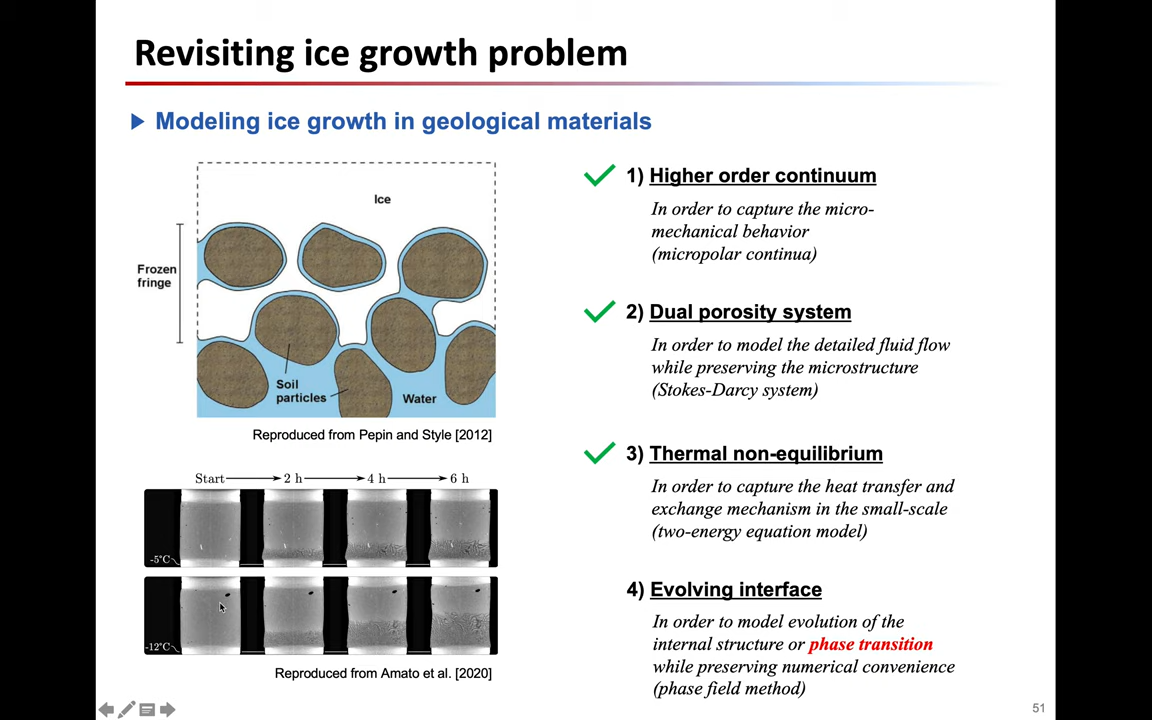 Revisiting ice growth problem
Modeling ice growth in geological materials
Ice
Frozen
fringe
Soil
particles
Water
Reproduced from Pepin and Style [2012]
Start
2 h
4 h
6 h
-5°C
-12°C
Reproduced from Amato et al. [2020]
1) Higher order continuum
In order to capture the micro-
mechanical behavior
(micropolar continua)
2) Dual porosity system
In order to model the detailed fluid flow
while preserving the microstructure
(Stokes-Darcy system)
3) Thermal non-equilibrium
In order to capture the heat transfer and
exchange mechanism in the small-scale
(two-energy equation model)
4) Evolving interface
In order to model evolution of the
internal structure or phase transition
while preserving numerical convenience
(phase field method)
51